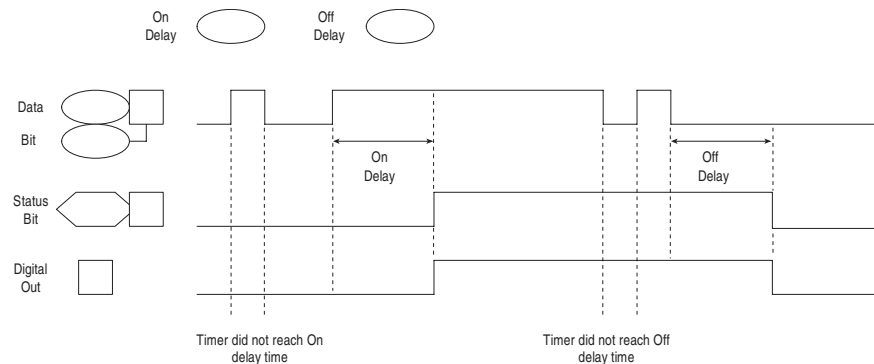 On
Delay
Off
Delay
Data
Bit
On
Delay
Off
Delay
Status
Bit
Digital
Out
Timer did not reach On
delay time
Timer did not reach Off
delay time